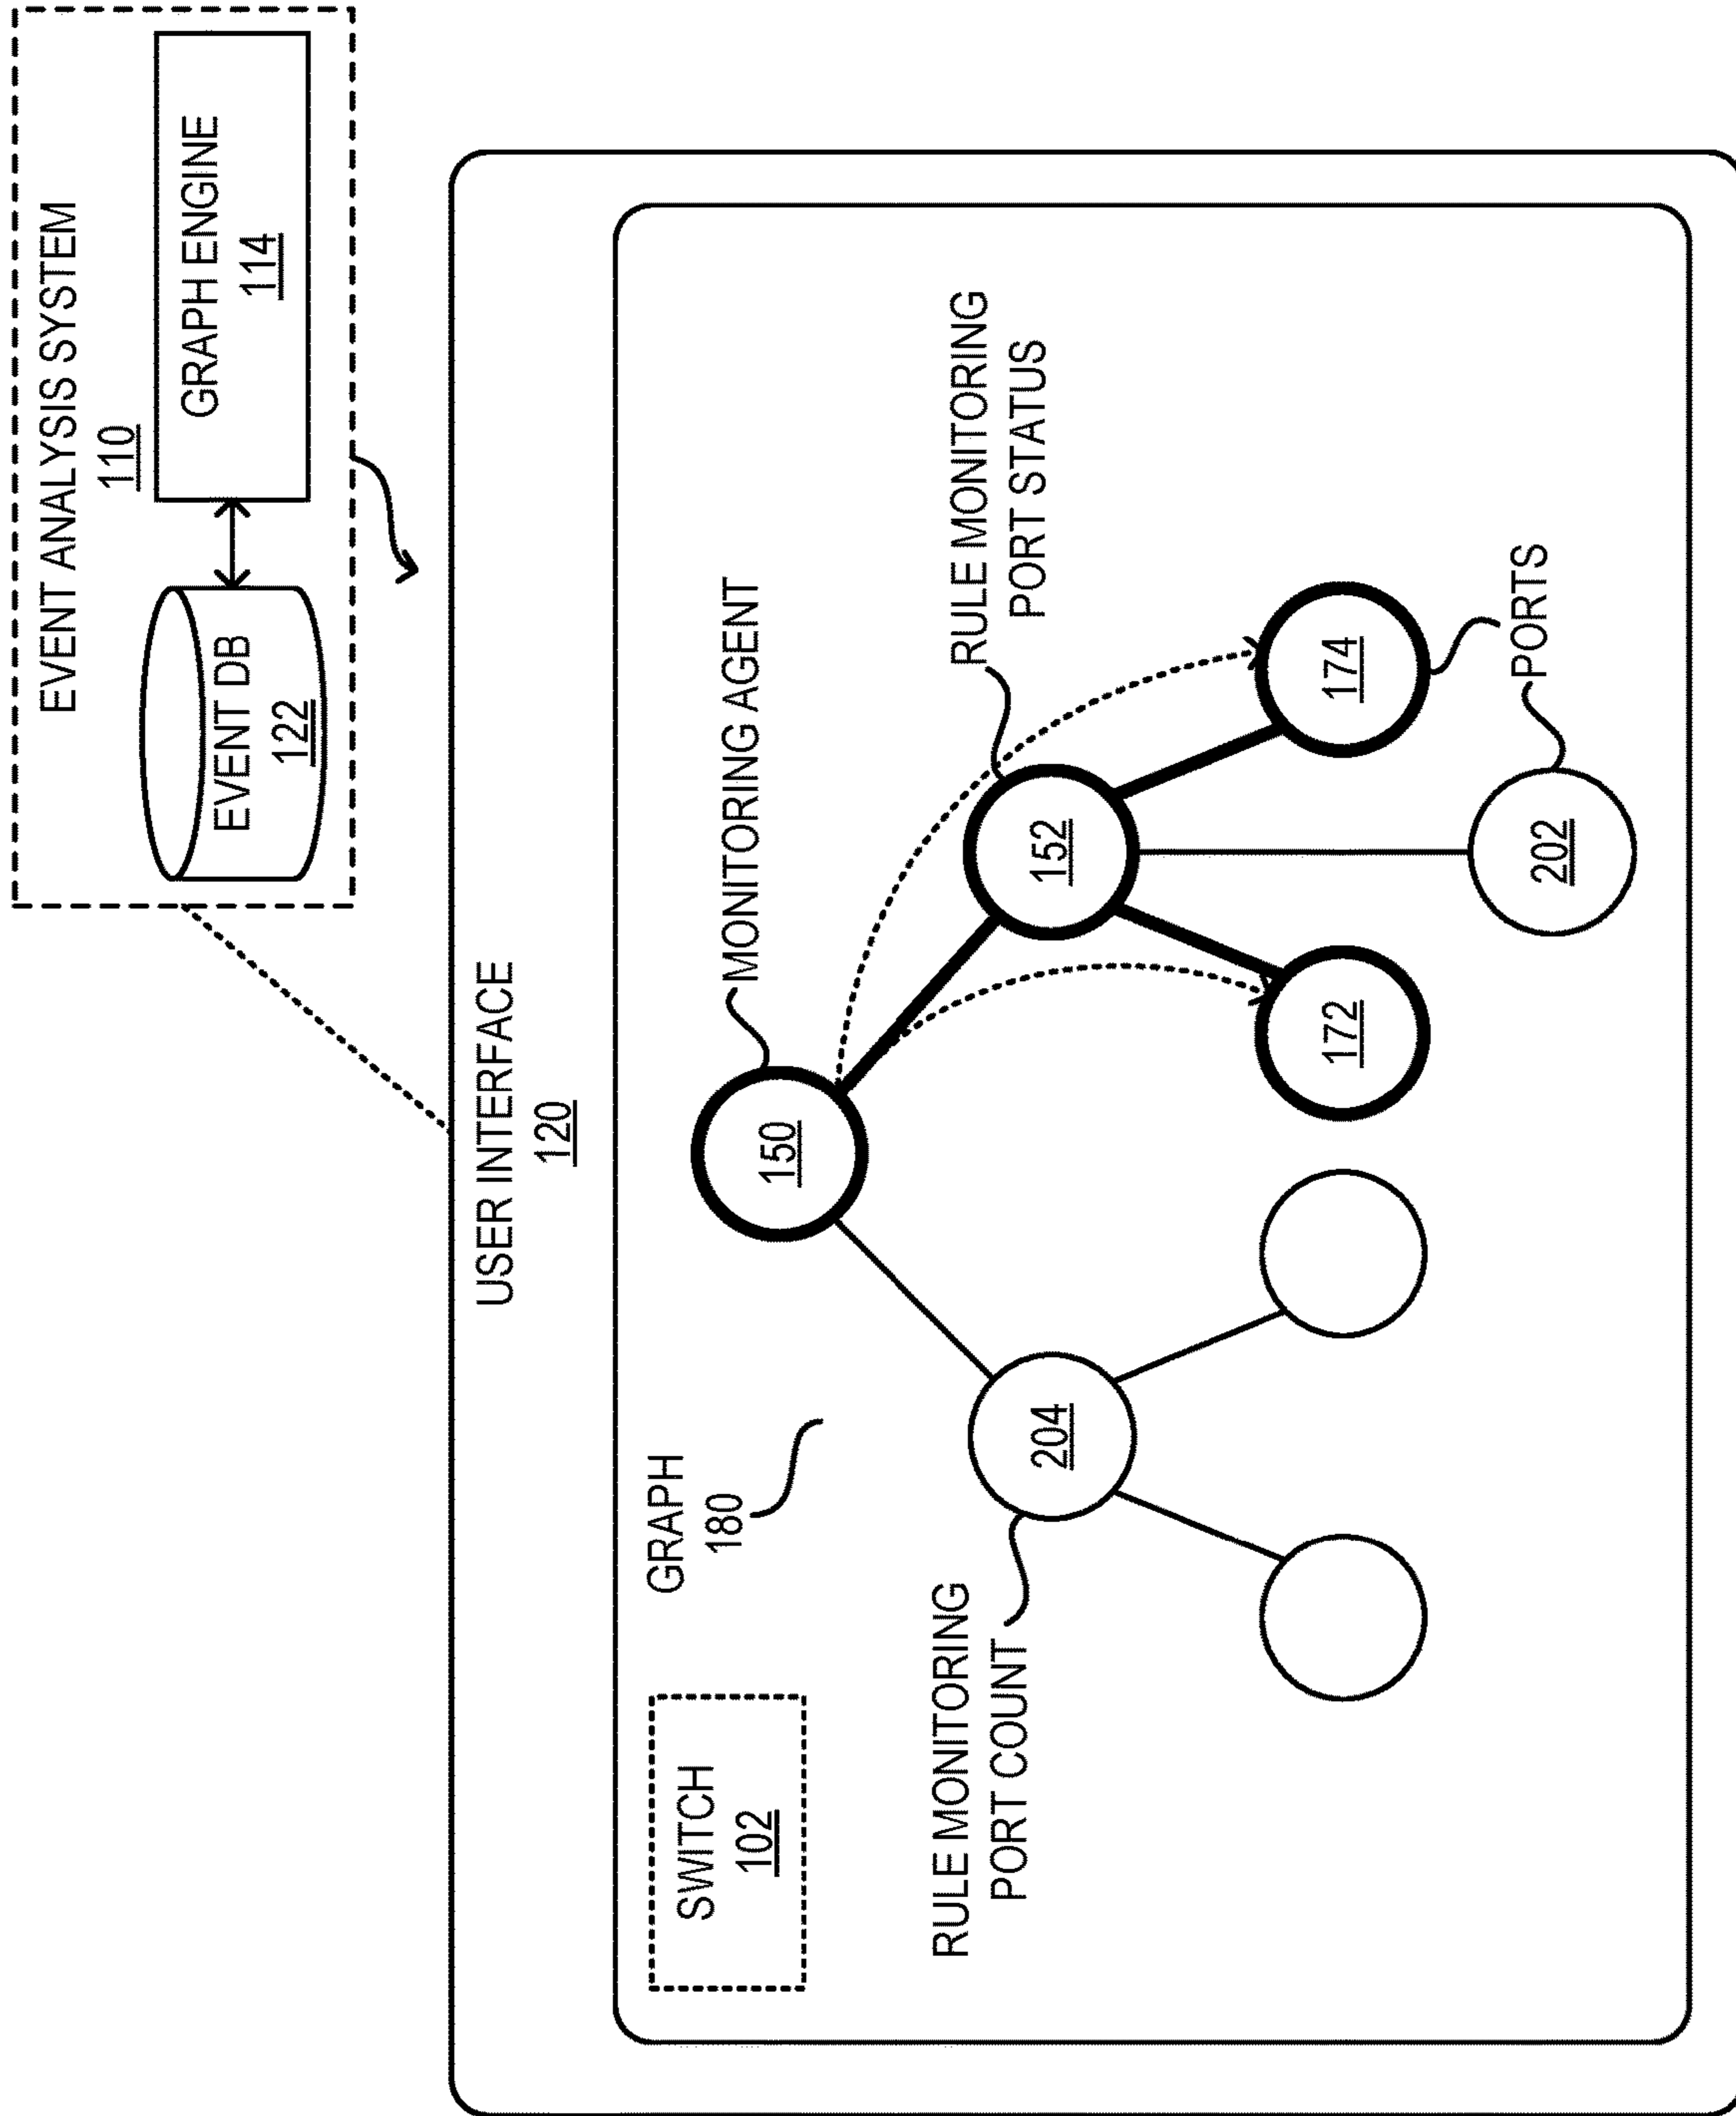 EVENT ANALYSIS SYSTEM
110
EVENT DB
122
GRAPH ENGINE
114
USER INTERFACE
120
SWITCH
102
GRAPH
180
150
MONITORING AGENT
RULE MONITORING
PORT COUNT
204
152
RULE MONITORING
PORT STATUS
172
174
202
PORTS